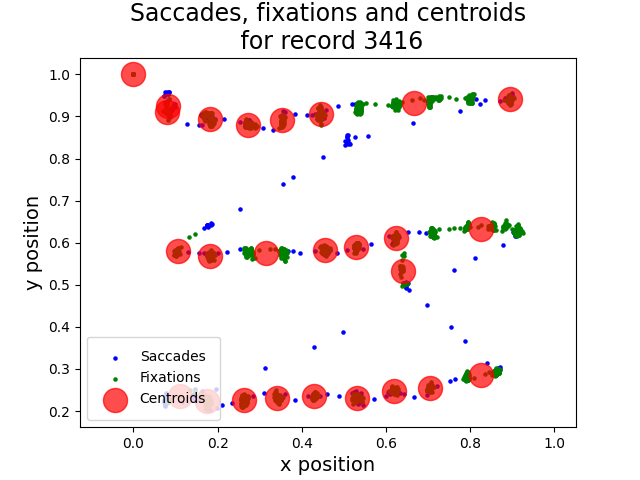 Saccades, fixations and centroids
for record 3416
y position
1.0
0.9
0.8
0.7
0.6
0.5
0.4
0.3
0.2
Saccades
Fixations
Centroids
0.0 0.2 0.4 0.6 0.8 1.0
x position